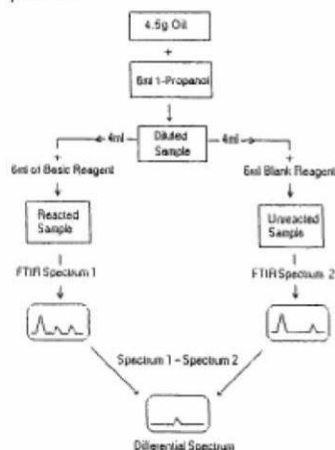 4.5g Oil
+
6ml 1-Propanol
Diluted
Sample
4ml
4ml
+
6ml of Basic Reagent
+
6ml Blank Reagent
Reacted
Sample
Unreacted
Sample
FTIR Spectrum 1
FTIR Spectrum 2
Spectrum 1 - Spectrum 2
Differential Spectrum